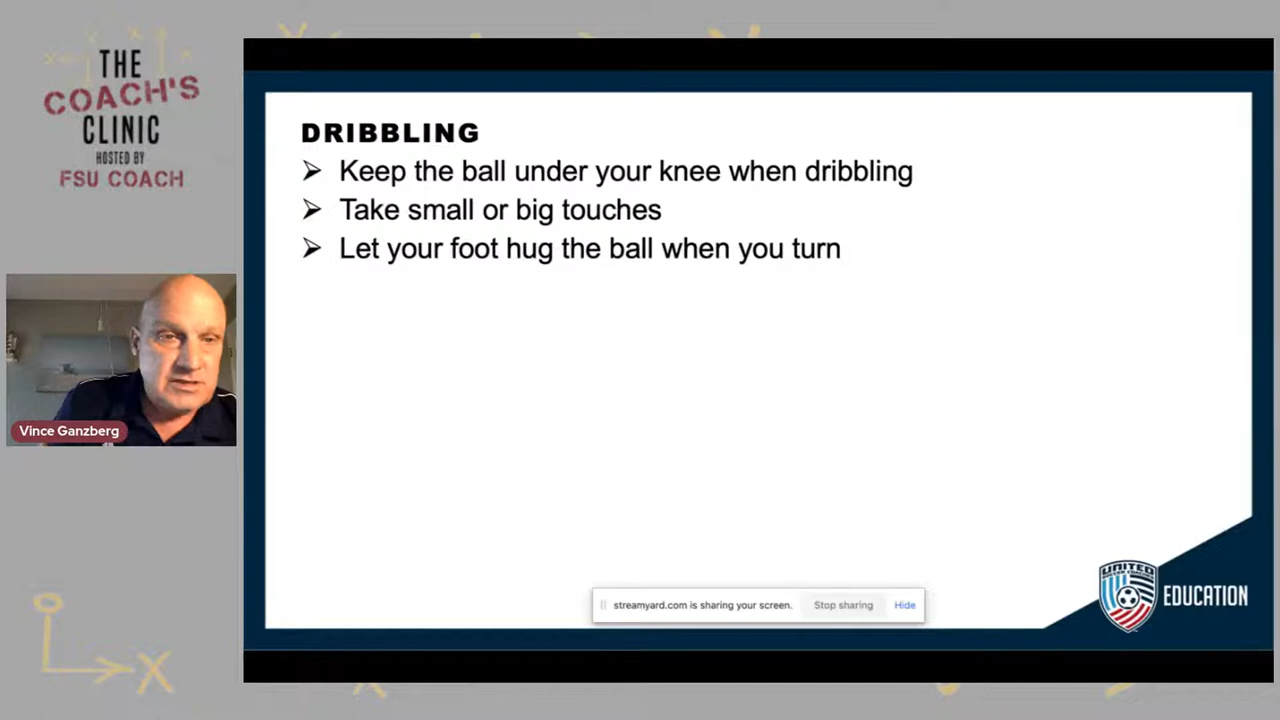 THE
COACH'S
CLINIC
HOSTED BY
FSU COACH
Vince Ganzberg
DRIBBLING
➢ Keep the ball under your knee when dribbling
➢ Take small or big touches
➢ Let your foot hug the ball when you turn
streamyard.com is sharing your screen. Stop sharing Hide
UNITED
EDUCATION